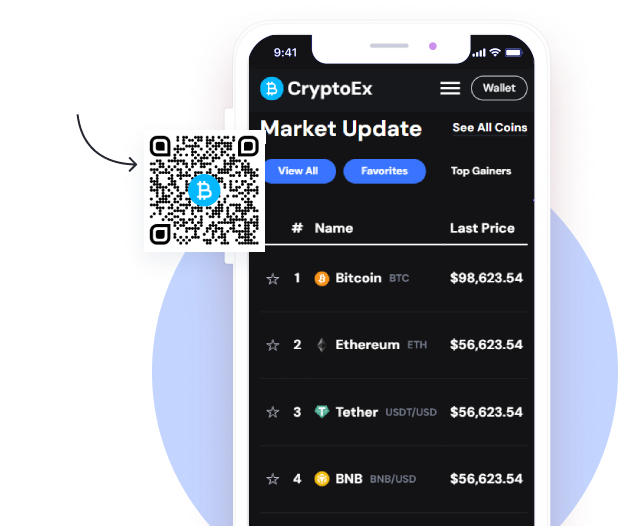 9:41
CryptoEx
Wallet
Market Update
See All Coins
View All
Favorites
Top Gainers
# Name Last Price
1 Bitcoin BTC $98,623.54
2 Ethereum ETH $56,623.54
3 Tether USDT/USD $56,623.54
4 BNB BNB/USD $56,623.54